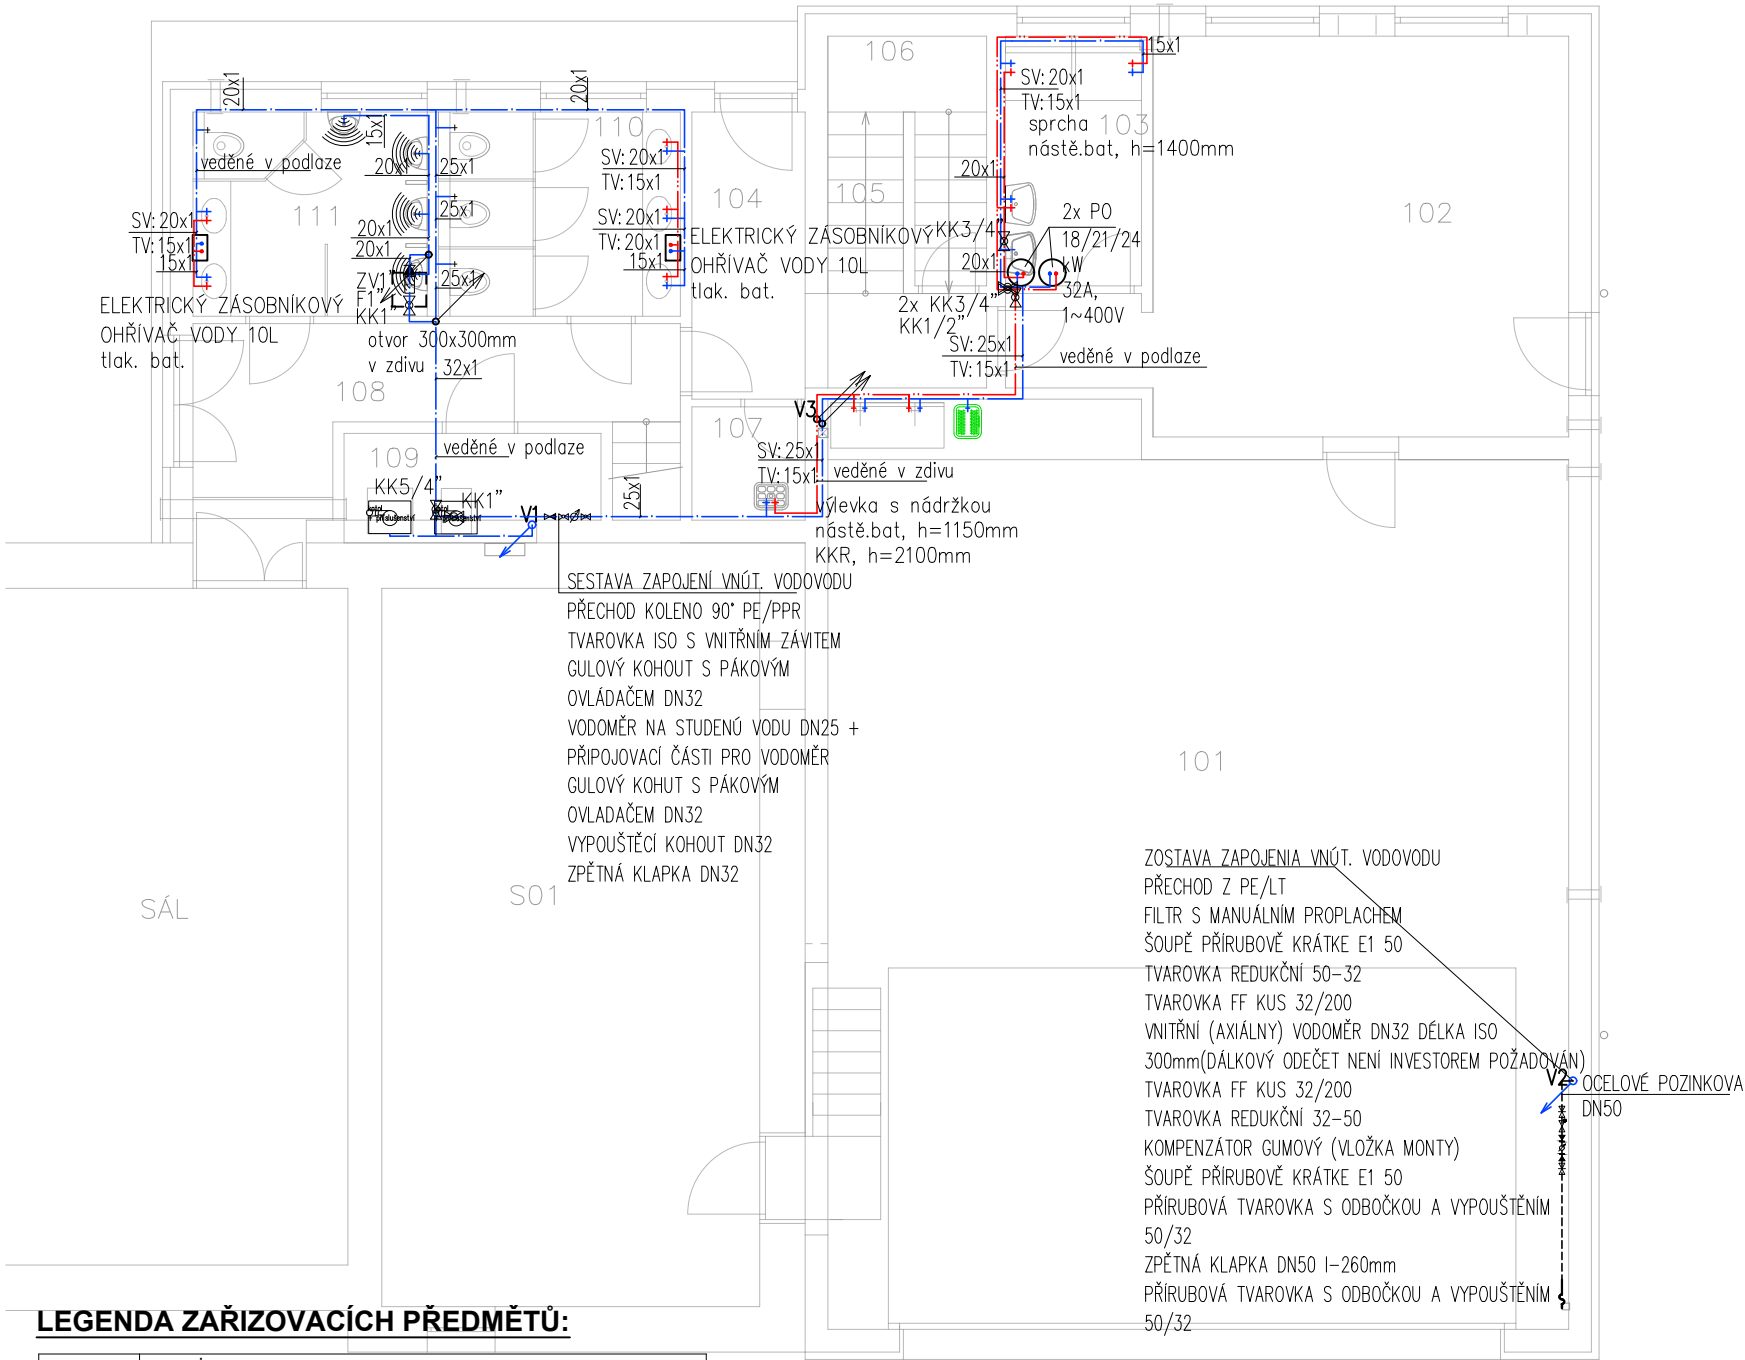 106
15x1
20x1
20x1
SV:20x1
TV:15x1
sprcha
nástě.bat, h=1400mm
103
110
15x1
SV:20x1
TV:15x1
veděné v podlaze
20x1
25x1
20x1
105
104
102
111
25x1
SV:20x1
TV:20x1
15x1
SV:20x1
TV:15x1
15x1
20x1
20x1
2x PO
18/21/24
kW
32A,
1~400V
KK3/4"
20x1
ELEKTRICKÝ ZÁSOBNÍKOVÝ
OHŘÍVAČ VODY 10L
tlak. bat.
ZV1"
F1"
KK1"
25x1
ELEKTRICKÝ ZÁSOBNÍKOVÝ
OHŘÍVAČ VODY 10L
tlak. bat.
otvor 300x300mm
v zdivu
32x1
2x KK3/4"
KK1/2"
SV:25x1
TV:15x1
veděné v podlaze
108
V3
107
109
veděné v podlaze
SV:25x1
TV:15x1
veděné v zdivu
KK5/4"
KK1"
V1
25x1
výlevka s nádržkou
nástě.bat, h=1150mm
KKR, h=2100mm
SESTAVA ZAPOJENÍ VNÚT. VODOVODU
PŘECHOD KOLENO 90° PE/PPR
TVAROVKA ISO S VNITŘNÍM ZÁVITEM
GULOVÝ KOHOUT S PÁKOVÝM
OVLÁDAČEM DN32
VODOMĚR NA STUDENÚ VODU DN25 +
PŘIPOJOVACÍ ČÁSTI PRO VODOMĚR
GULOVÝ KOHUT S PÁKOVÝM
OVLADAČEM DN32
VYPOUŠTĚCÍ KOHOUT DN32
ZPĚTNÁ KLAPKA DN32
101
SÁL
S01
ZOSTAVA ZAPOJENIA VNÚT. VODOVODU
PŘECHOD Z PE/LT
FILTR S MANUÁLNÍM PROPLACHEM
ŠOUPĚ PŘÍRUBOVĚ KRÁTKE E1 50
TVAROVKA REDUKČNÍ 50-32
TVAROVKA FF KUS 32/200
VNITŘNÍ (AXIÁLNY) VODOMĚR DN32 DÉLKA ISO
300mm(DÁLKOVÝ ODEČET NENÍ INVESTOREM POŽADOVÁN)
TVAROVKA FF KUS 32/200
TVAROVKA REDUKČNÍ 32-50
KOMPENZÁTOR GUMOVÝ (VLOŽKA MONTY)
ŠOUPĚ PŘÍRUBOVĚ KRÁTKE E1 50
PŘÍRUBOVÁ TVAROVKA S ODBOČKOU A VYPOUŠTĚNÍM
50/32
ZPĚTNÁ KLAPKA DN50 l-260mm
PŘÍRUBOVÁ TVAROVKA S ODBOČKOU A VYPOUŠTĚNÍM
50/32
V2
OCELOVÉ POZINKOVA
DN50
LEGENDA ZAŘIZOVACÍCH PŘEDMĚTŮ: